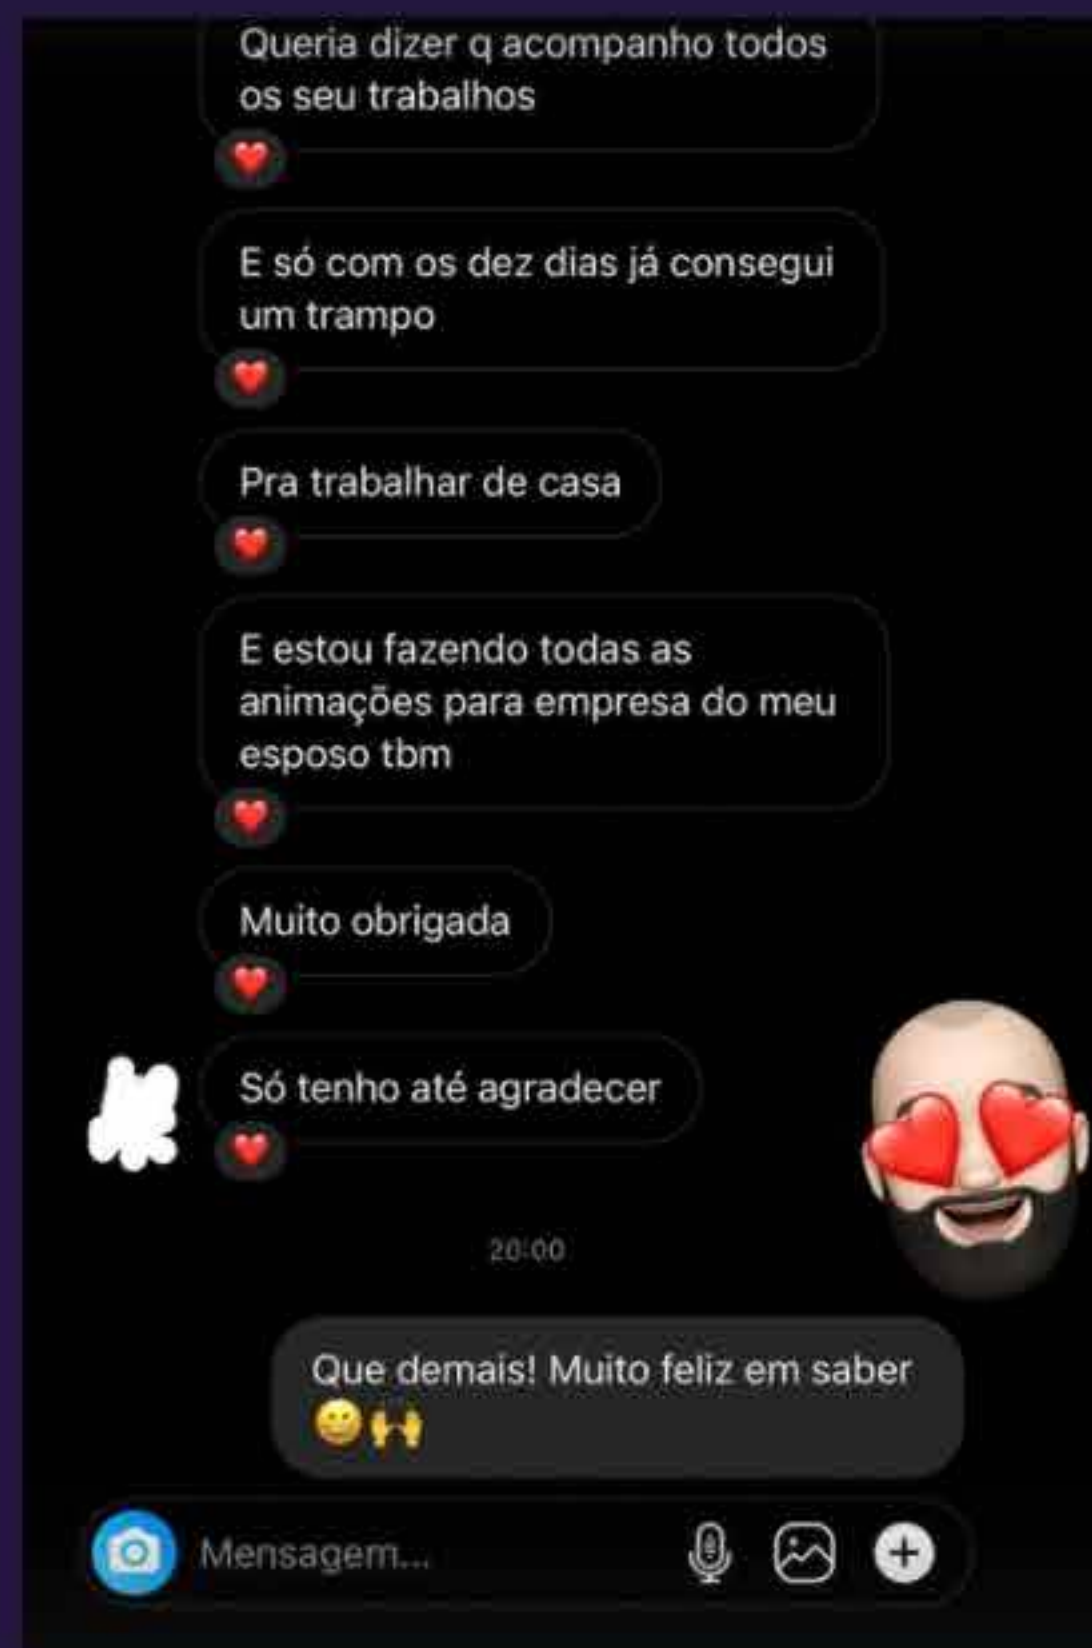 Queria dizer q acompanho todos
os seu trabalhos
E só com os dez dias já consegui
um trampo
Pra trabalhar de casa
E estou fazendo todas as
animações para empresa do meu
esposo tbm
Muito obrigada
Só tenho até agradecer
20:00
Que demais! Muito feliz em saber
Mensagem...